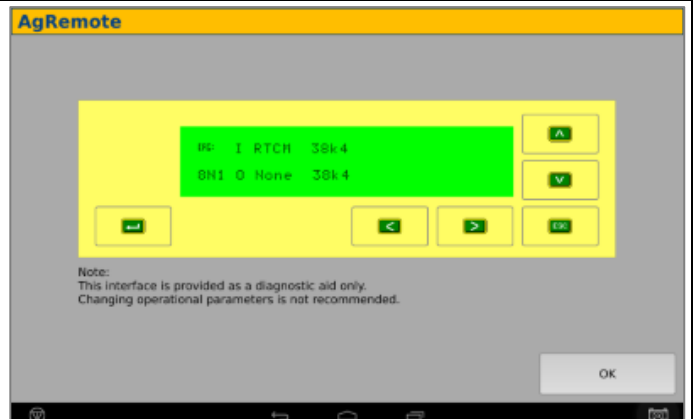 AgRemote
I RTCM 38k4
8N1 O None 38k4
ESC
Note:
This interface is provided as a diagnostic aid only.
Changing operational parameters is not recommended.
OK